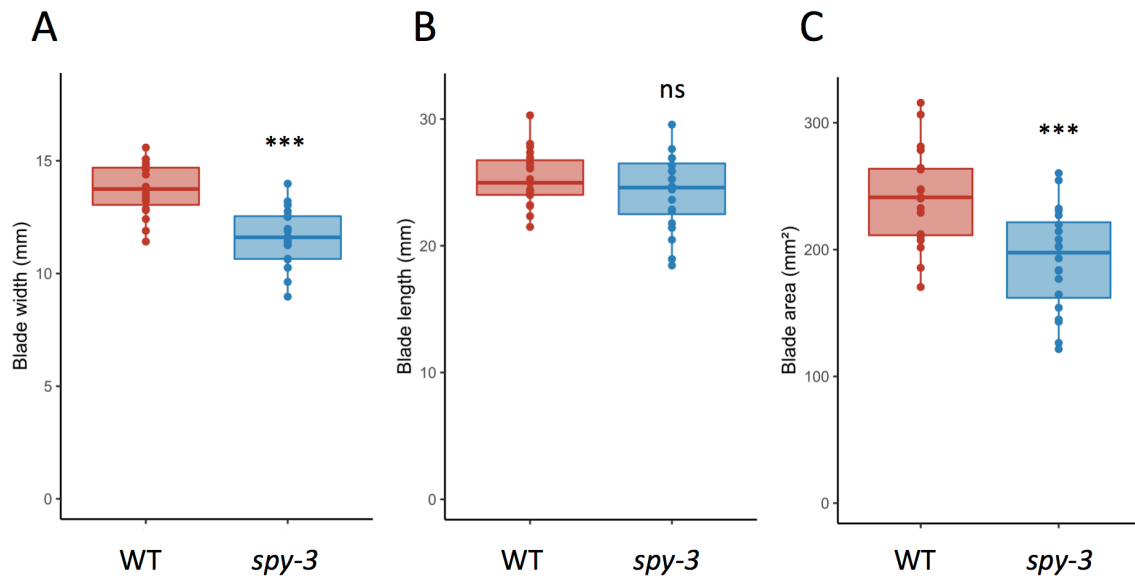 A
Blade width (mm)
15
10
5
0
***
WT
spy-3
B
Blade length (mm)
30
20
10
0
ns
WT
spy-3
C
Blade area (mm²)
300
200
100
0
***
WT
spy-3